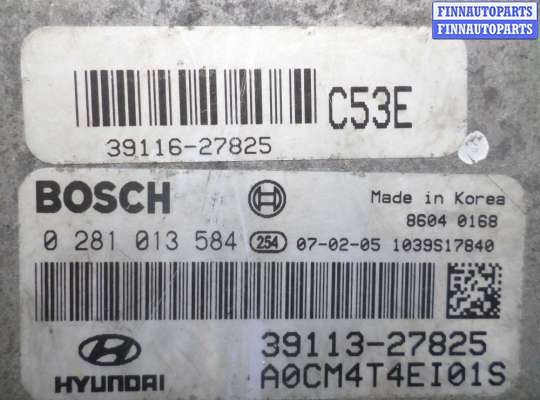 FINNAUTOPARTS
FINNAUTOPARTS
C53E
39116-27825
BOSCH
Made in Korea
8604 0168
0 281 013 584 254 07-02-05 1039S17840
39113-27825
HYUNDAI
A0CM4T4EI01S